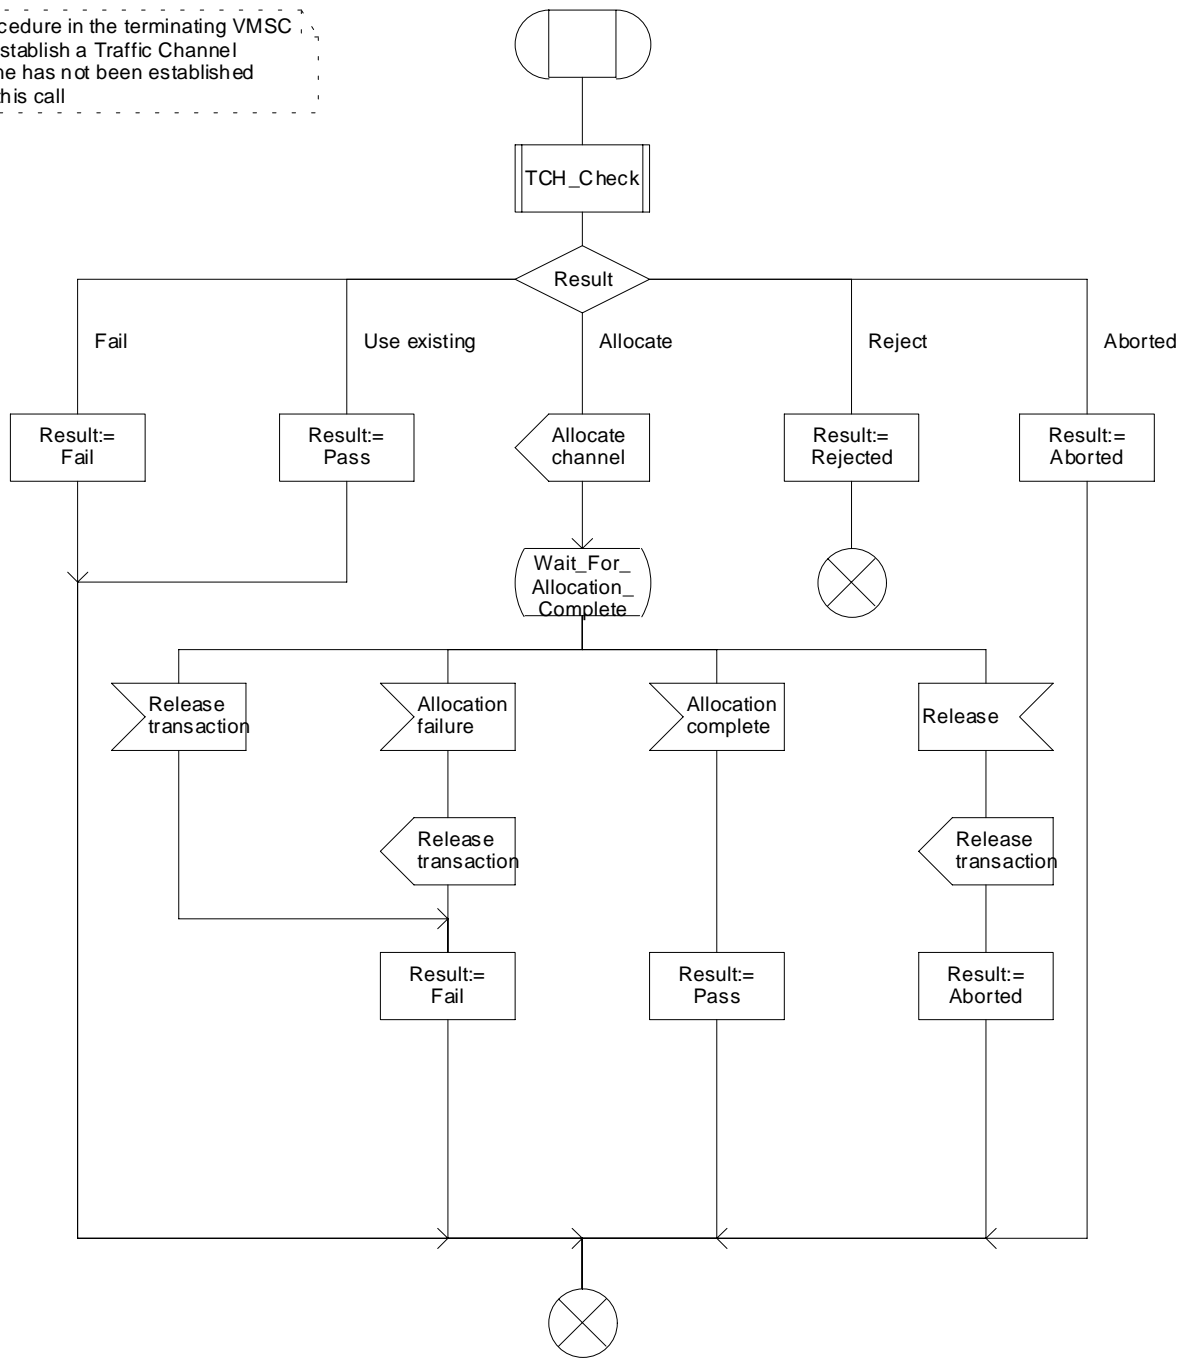 cedure in the terminating VMSC
stablish a Traffic Channel
ne has not been established
this call
TCH_Check
Result
Fail
Use existing
Allocate
Reject
Aborted
Result:=
Fail
Result:=
Pass
Allocate
channel
Result:=
Rejected
Result:=
Aborted
Wait_For_
Allocation_
Complete
Release
transaction
Allocation
failure
Allocation
complete
Release
Release
transaction
Release
transaction
Result:=
Fail
Result:=
Pass
Result:=
Aborted